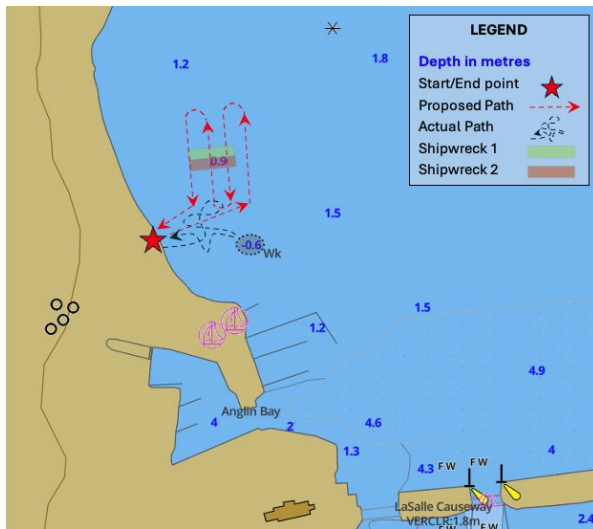 LEGEND
Depth in metres
Start/End point
Proposed Path
Actual Path
Shipwreck 1
Shipwreck 2
1.2
1.8
0.9
1.5
-0.6
Wk
1.5
1.2
4.9
Anglin Bay
4
2
4.6
1.3
4.3
F W
F W
4
LaSalle Causeway
VERCLR:1.8m
F W
F W
2.4